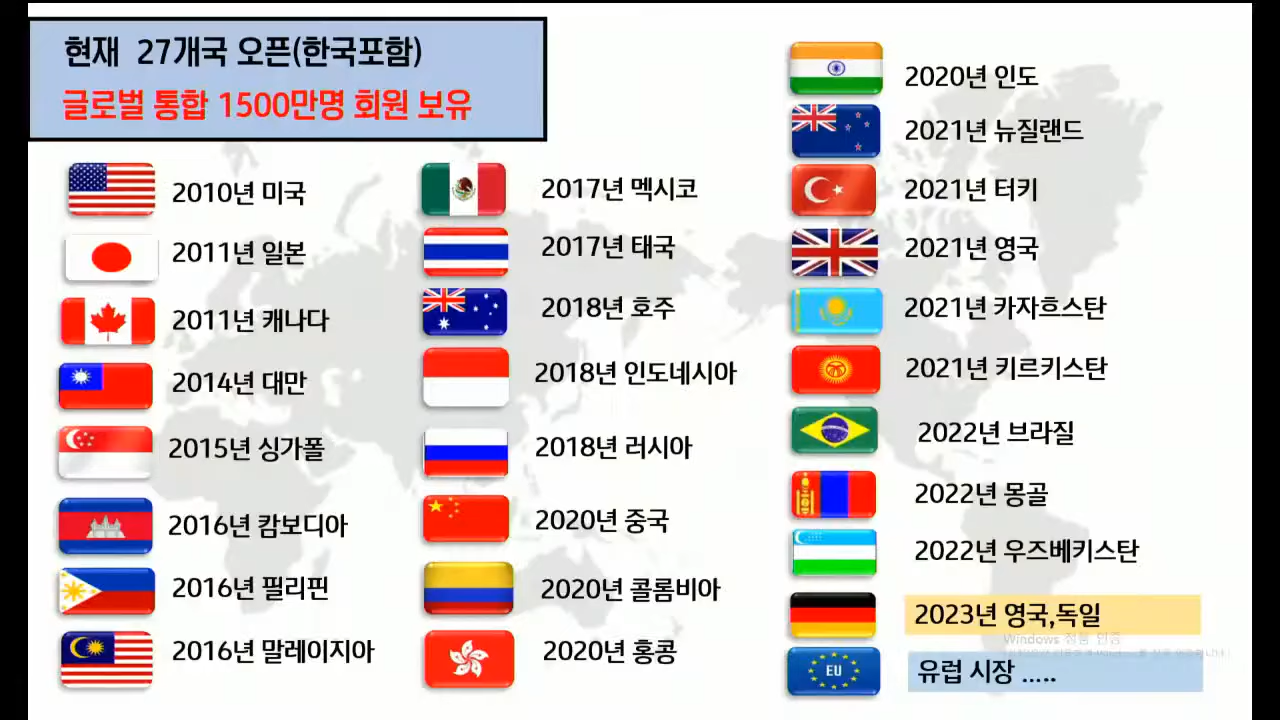 현재 27개국 오픈(한국포함)
글로벌 통합 1500만명 회원 보유
2010년 미국
2011년 일본
2011년 캐나다
2014년 대만
2015년 싱가폴
2016년 캄보디아
2016년 필리핀
2016년 말레이지아
2017년 멕시코
2017년 태국
2018년 호주
2018년 인도네시아
2018년 러시아
2020년 중국
2020년 콜롬비아
2020년 홍콩
2020년 인도
2021년 뉴질랜드
2021년 터키
2021년 영국
2021년 카자흐스탄
2021년 키르키스탄
2022년 브라질
2022년 몽골
2022년 우즈베키스탄
2023년 영국,독일
Windows 정품 인증
EU
유럽 시장 .....